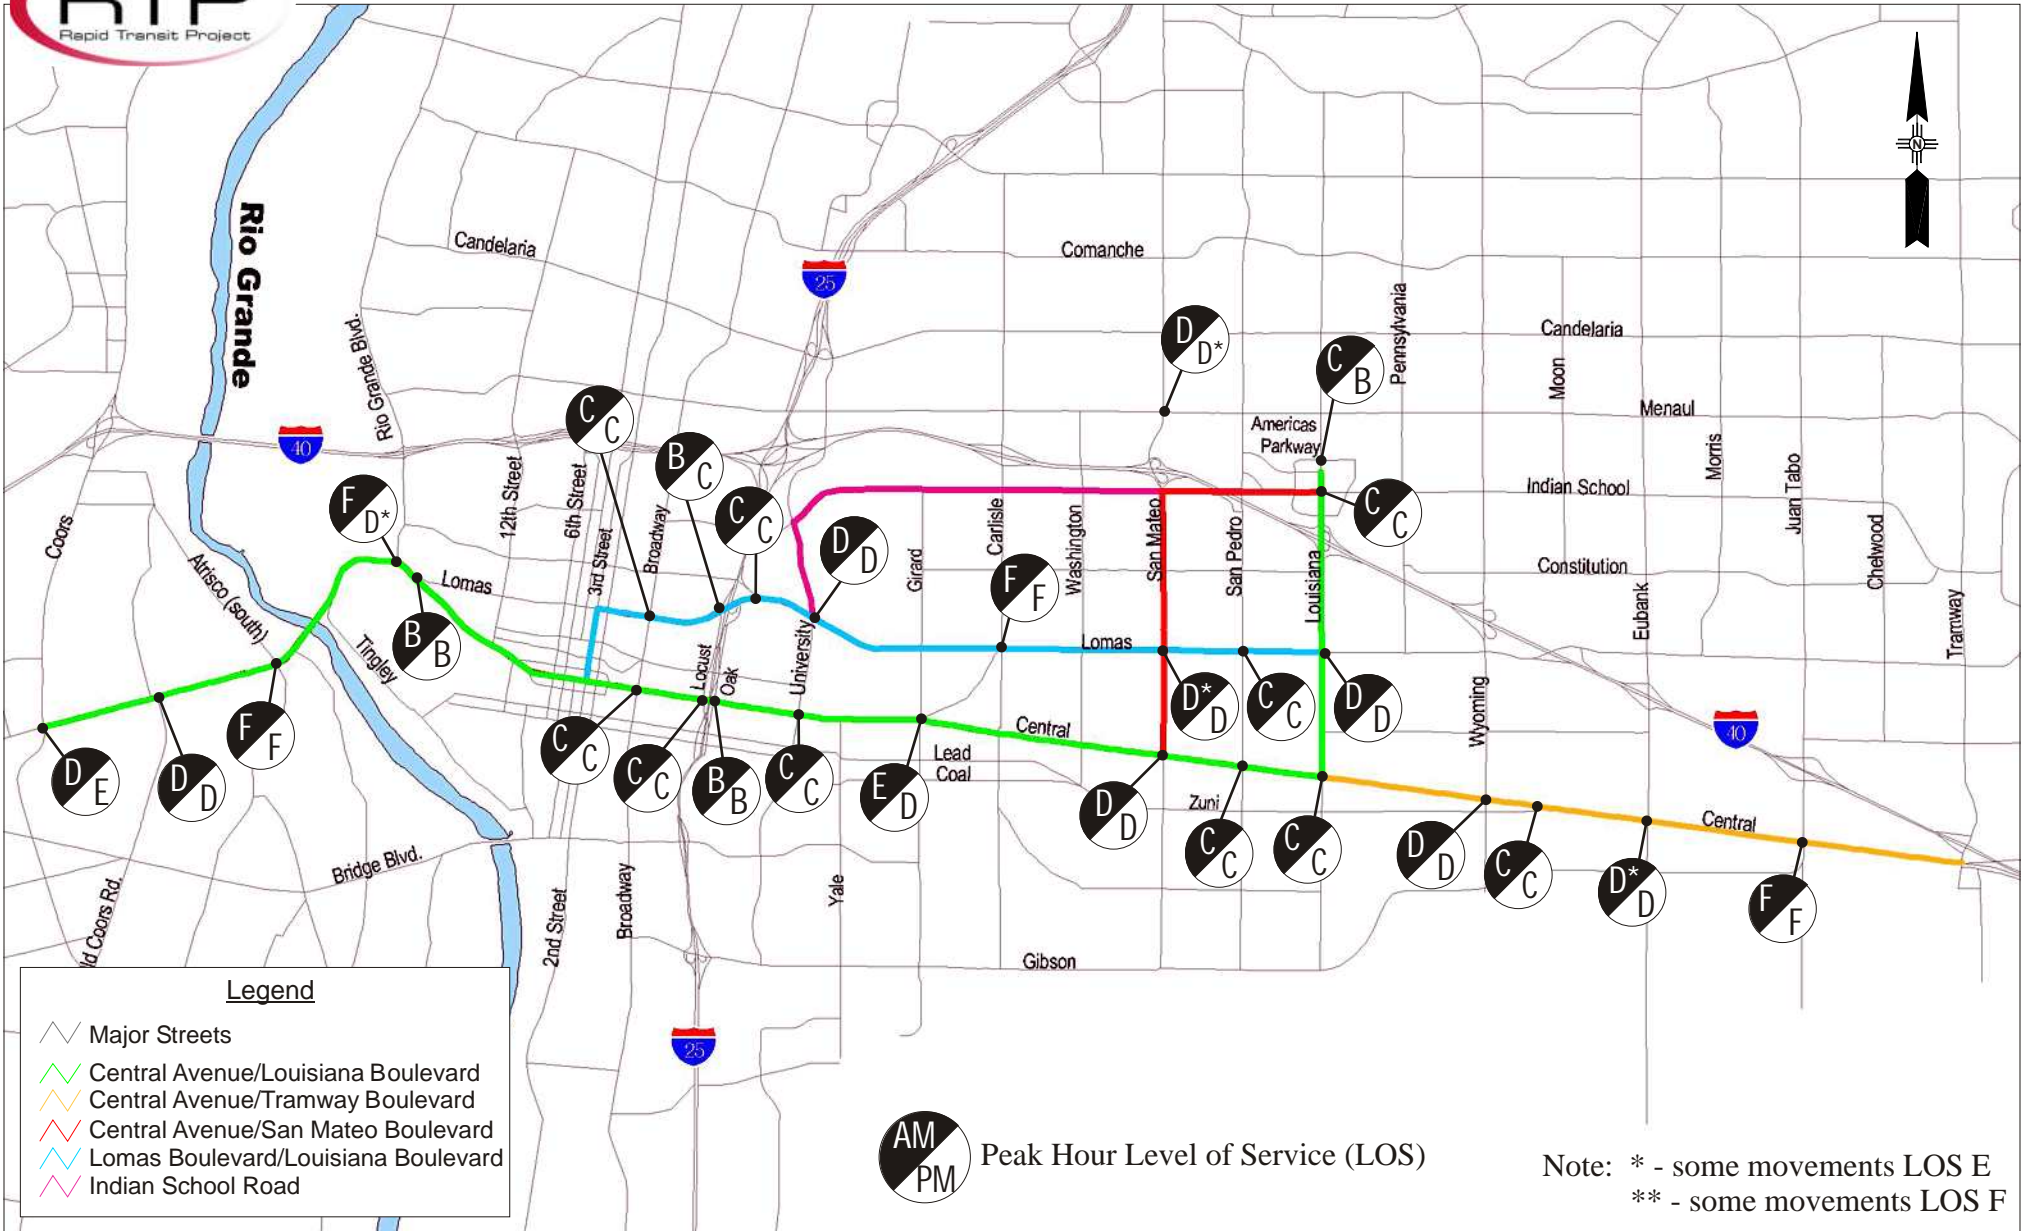 RTP
Rapid Transit Project
Rio Grande
Candelaria
25
Comanche
Rio Grande Blvd.
Pennsylvania
Candelaria
D
D*
C
B
Moon
Menaul
Americas
Parkway
40
C
C
B
C
C
C
Morris
Juan Tabo
Indian School
F
D*
12th Street
6th Street
3rd Street
Broadway
D
D
Girard
Carlisle
Washington
San Mateo
San Pedro
Louisiana
C
C
Coors
Atrisco (south)
Lomas
F
F
Constitution
Chelwood
Eubank
Tramway
B
B
Tingley
Locust
Oak
University
Lomas
D*
D
C
C
D
D
Wyoming
40
F
F
D
E
D
D
C
C
C
C
B
B
C
C
E
D
Central
Lead
Coal
D
D
Zuni
C
C
C
C
D
D
C
C
D*
D
Central
F
F
Bridge Blvd.
ld Coors Rd.
2nd Street
Broadway
Yale
Gibson
25
Legend
Major Streets
Central Avenue/Louisiana Boulevard
Central Avenue/Tramway Boulevard
Central Avenue/San Mateo Boulevard
Lomas Boulevard/Louisiana Boulevard
Indian School Road
AM
PM
Peak Hour Level of Service (LOS)
Note: * - some movements LOS E
** - some movements LOS F
N